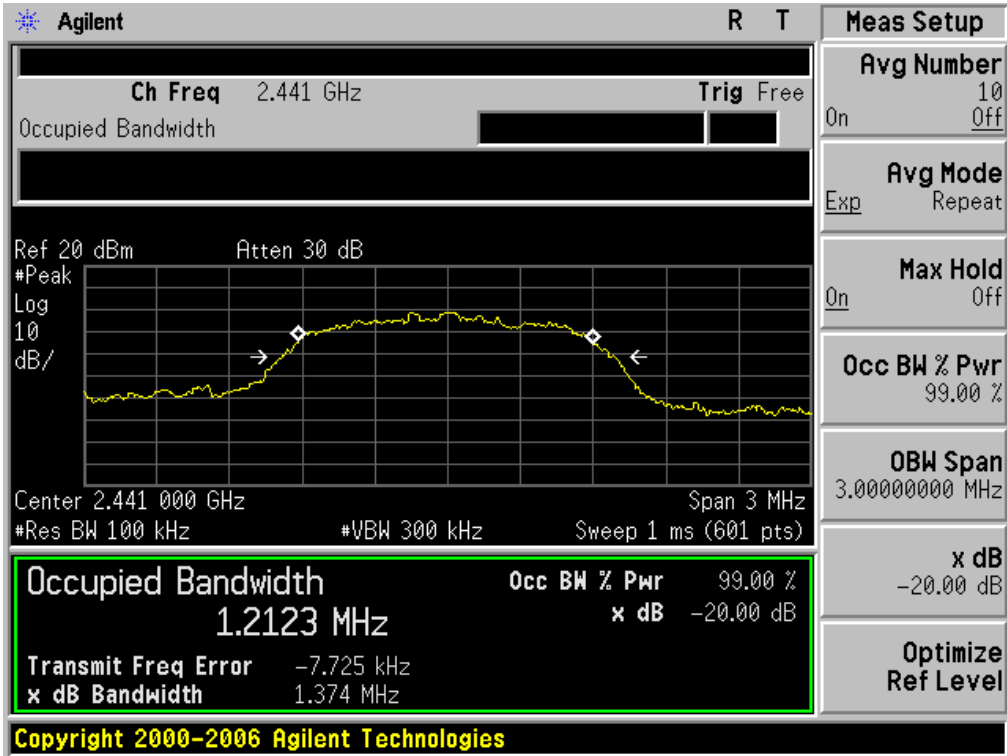 Agilent R T
Ch Freq 2.441 GHz Trig Free
Occupied Bandwidth
Ref 20 dBm Atten 30 dB
#Peak
Log
10
dB/
Center 2.441 000 GHz Span 3 MHz
#Res BW 100 kHz #VBW 300 kHz Sweep 1 ms (601 pts)
Occupied Bandwidth Occ BW % Pwr 99.00 %
1.2123 MHz x dB -20.00 dB
Transmit Freq Error -7.725 kHz
x dB Bandwidth 1.374 MHz
Copyright 2000-2006 Agilent Technologies
Meas Setup
Avg Number
10
On Off
Avg Mode
Exp Repeat
Max Hold
On Off
Occ BW % Pwr
99.00 %
OBW Span
3.00000000 MHz
x dB
-20.00 dB
Optimize
Ref Level